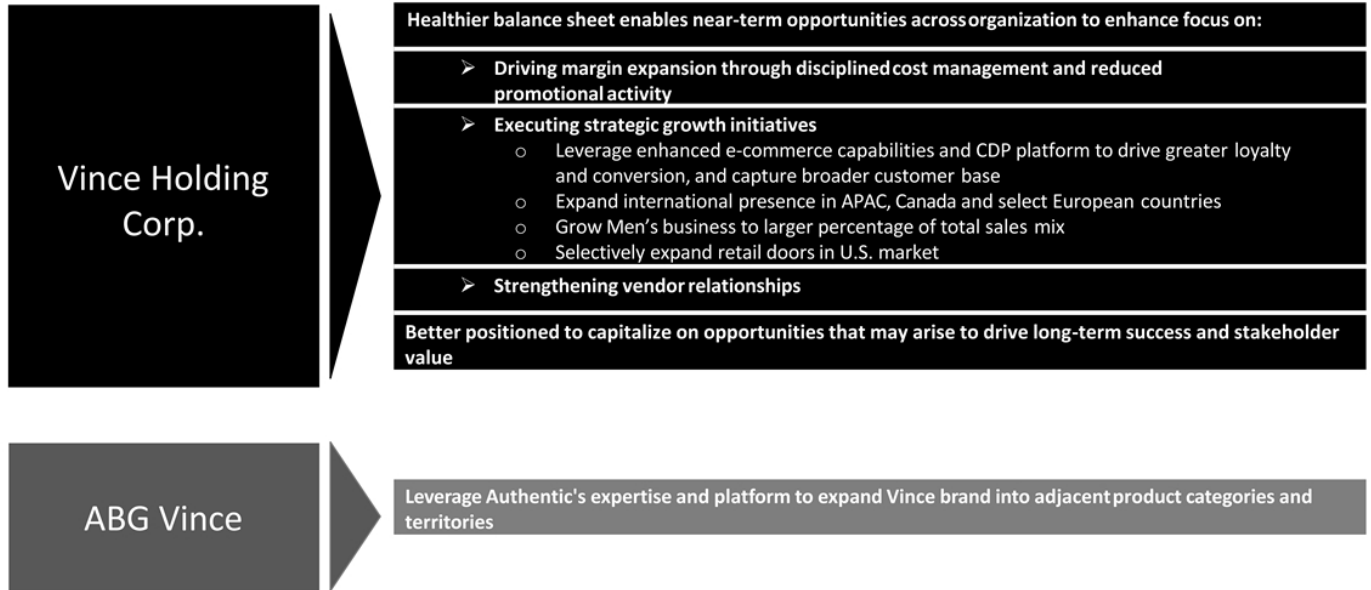 Vince Holding
Corp.
Healthier balance sheet enables near-term opportunities across organization to enhance focus on:
➢ Driving margin expansion through disciplined cost management and reduced
promotional activity
➢ Executing strategic growth initiatives
o Leverage enhanced e-commerce capabilities and CDP platform to drive greater loyalty
and conversion, and capture broader customer base
o Expand international presence in APAC, Canada and select European countries
o Grow Men's business to larger percentage of total sales mix
o Selectively expand retail doors in U.S. market
➢ Strengthening vendor relationships
Better positioned to capitalize on opportunities that may arise to drive long-term success and stakeholder
value
ABG Vince
Leverage Authentic's expertise and platform to expand Vince brand into adjacent product categories and
territories